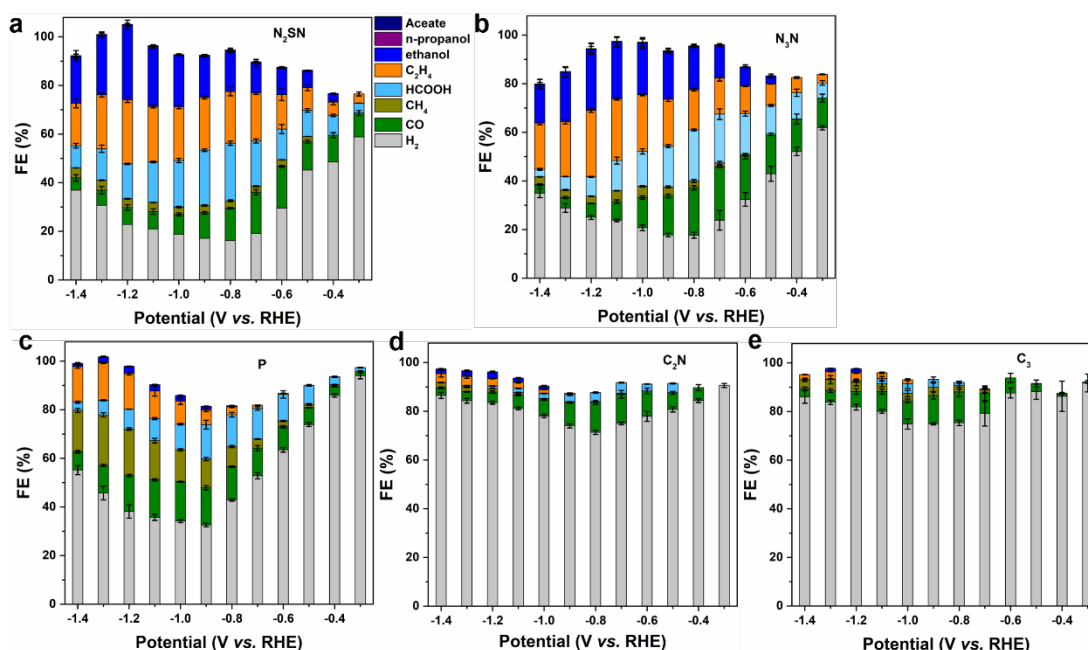 a
N₂SN
Aceate
n-propanol
ethanol
C₂H₄
HCOOH
CH₄
CO
H₂
100
80
60
40
20
0
FE (%)
-1.4 -1.2 -1.0 -0.8 -0.6 -0.4
Potential (V vs. RHE)
b
N₃N
100
80
60
40
20
0
FE (%)
-1.4 -1.2 -1.0 -0.8 -0.6 -0.4
Potential (V vs. RHE)
c
P
100
80
60
40
20
0
FE (%)
-1.4 -1.2 -1.0 -0.8 -0.6 -0.4
Potential (V vs. RHE)
d
C₂N
100
80
60
40
20
0
FE (%)
-1.4 -1.2 -1.0 -0.8 -0.6 -0.4
Potential (V vs. RHE)
e
C₃
100
80
60
40
20
0
FE (%)
-1.4 -1.2 -1.0 -0.8 -0.6 -0.4
Potential (V vs. RHE)